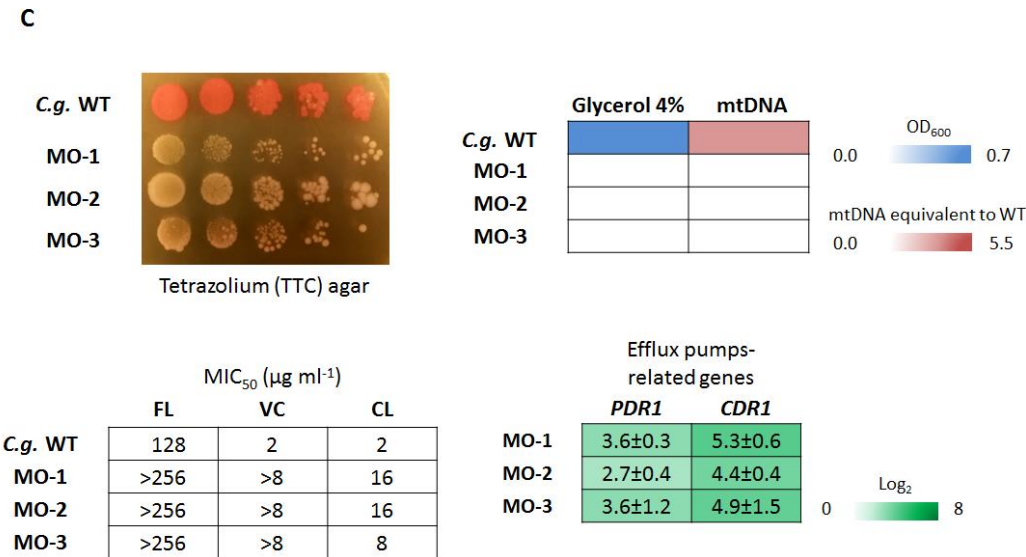 C
C.g. WT
MO-1
MO-2
MO-3
Tetrazolium (TTC) agar
Glycerol 4% mtDNA
C.g. WT
MO-1
MO-2
MO-3
OD₆₀₀
0.0 0.7
mtDNA equivalent to WT
0.0 5.5
MIC₅₀ (µg ml⁻¹)
FL VC CL
C.g. WT 128 2 2
MO-1 >256 >8 16
MO-2 >256 >8 16
MO-3 >256 >8 8
Efflux pumps-
related genes
PDR1 CDR1
MO-1 3.6±0.3 5.3±0.6
MO-2 2.7±0.4 4.4±0.4
MO-3 3.6±1.2 4.9±1.5
Log₂
0 8